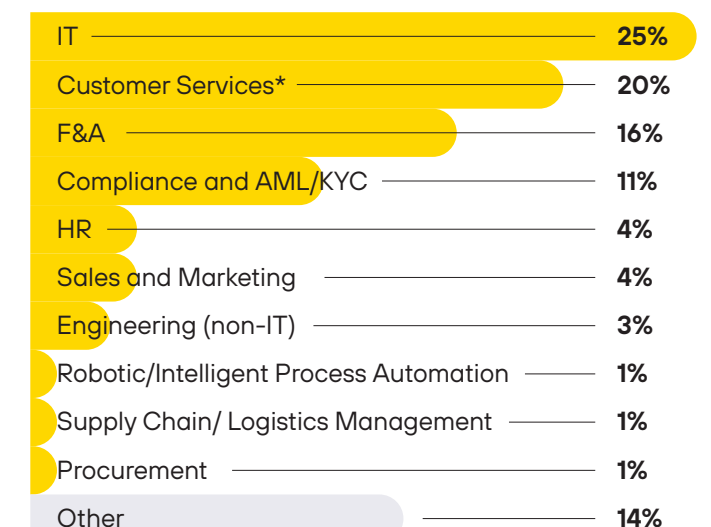 IT 25%
Customer Services* 20%
F&A 16%
Compliance and AML/KYC 11%
HR 4%
Sales and Marketing 4%
Engineering (non-IT) 3%
Robotic/Intelligent Process Automation 1%
Supply Chain/ Logistics Management 1%
Procurement 1%
Other 14%